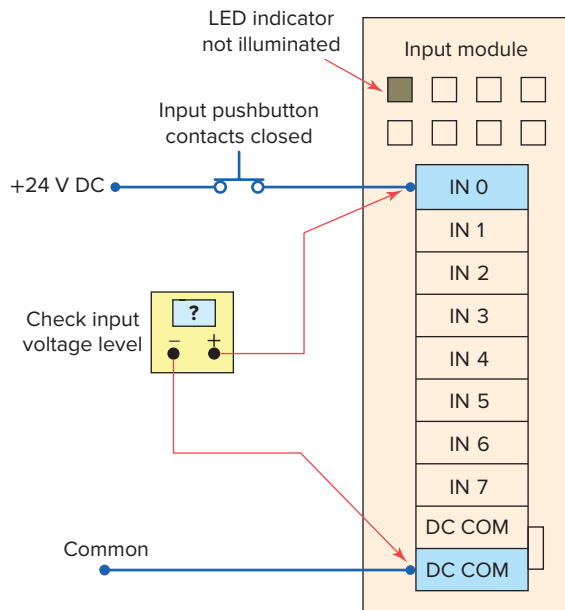 LED indicator
not illuminated
Input module
Input pushbutton
contacts closed
+24 V DC
IN 0
IN 1
IN 2
IN 3
IN 4
IN 5
IN 6
IN 7
DC COM
DC COM
?
− +
Check input
voltage level
Common